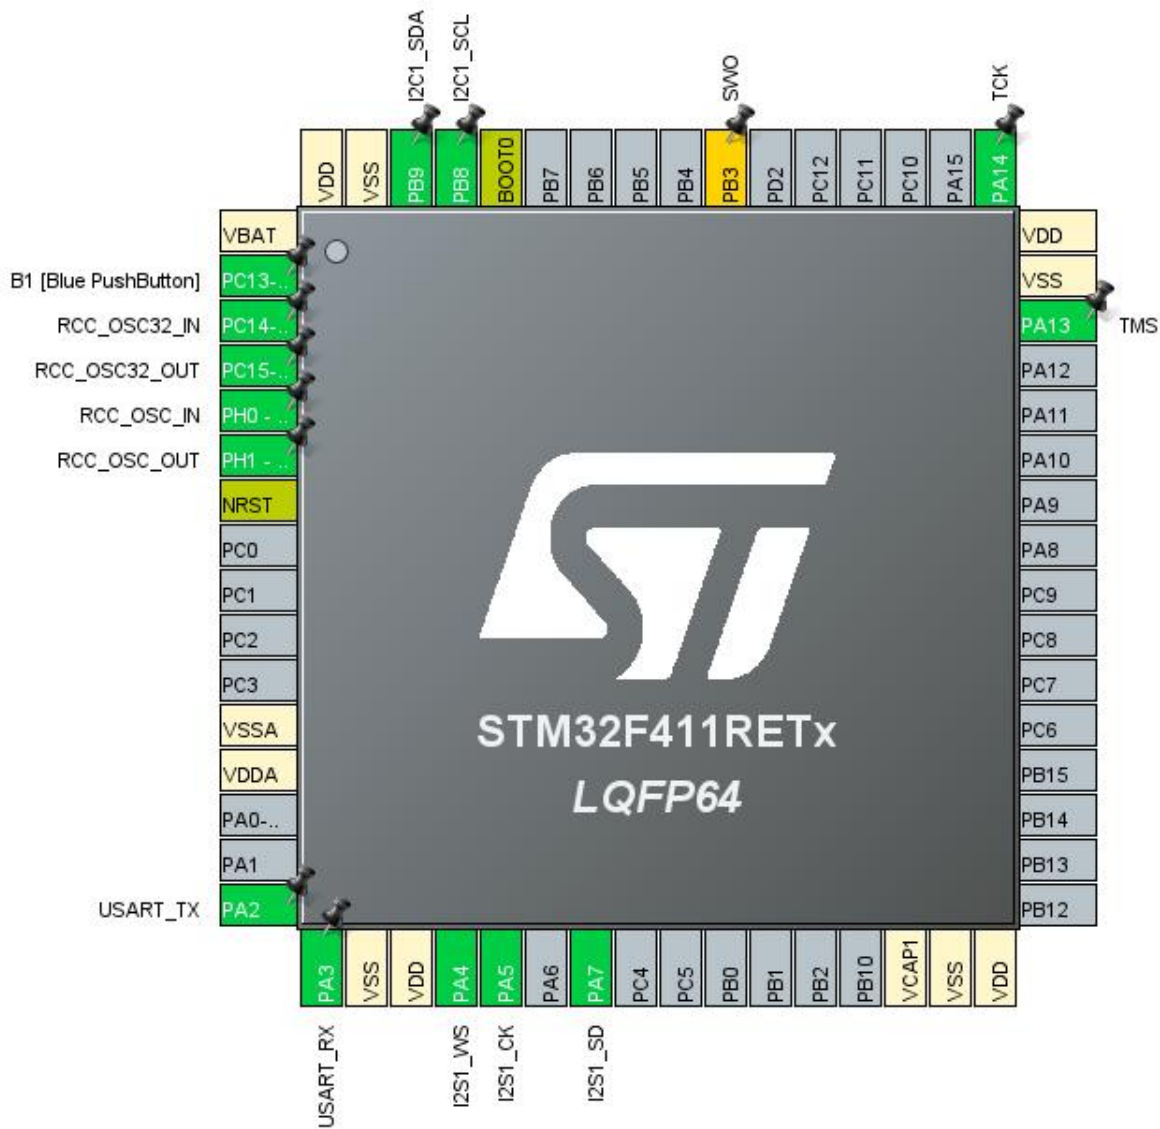 I2C1_SDA
I2C1_SCL
SWO
TCK
VDD
VSS
PB9
PB8
BOOT0
PB7
PB6
PB5
PB4
PB3
PD2
PC12
PC11
PC10
PA15
PA14
VBAT
B1 [Blue PushButton] PC13-..
RCC_OSC32_IN PC14-..
RCC_OSC32_OUT PC15-..
RCC_OSC_IN PH0 - ..
RCC_OSC_OUT PH1 - ..
NRST
PC0
PC1
PC2
PC3
VSSA
VDDA
PA0-..
PA1
USART_TX PA2
VDD
VSS
PA13 TMS
PA12
PA11
PA10
PA9
PA8
PC9
PC8
PC7
PC6
PB15
PB14
PB13
PB12
ST
STM32F411RETx
LQFP64
PA3
VSS
VDD
PA4
PA5
PA6
PA7
PC4
PC5
PB0
PB1
PB2
PB10
VCAP1
VSS
VDD
USART_RX
I2S1_WS
I2S1_CK
I2S1_SD